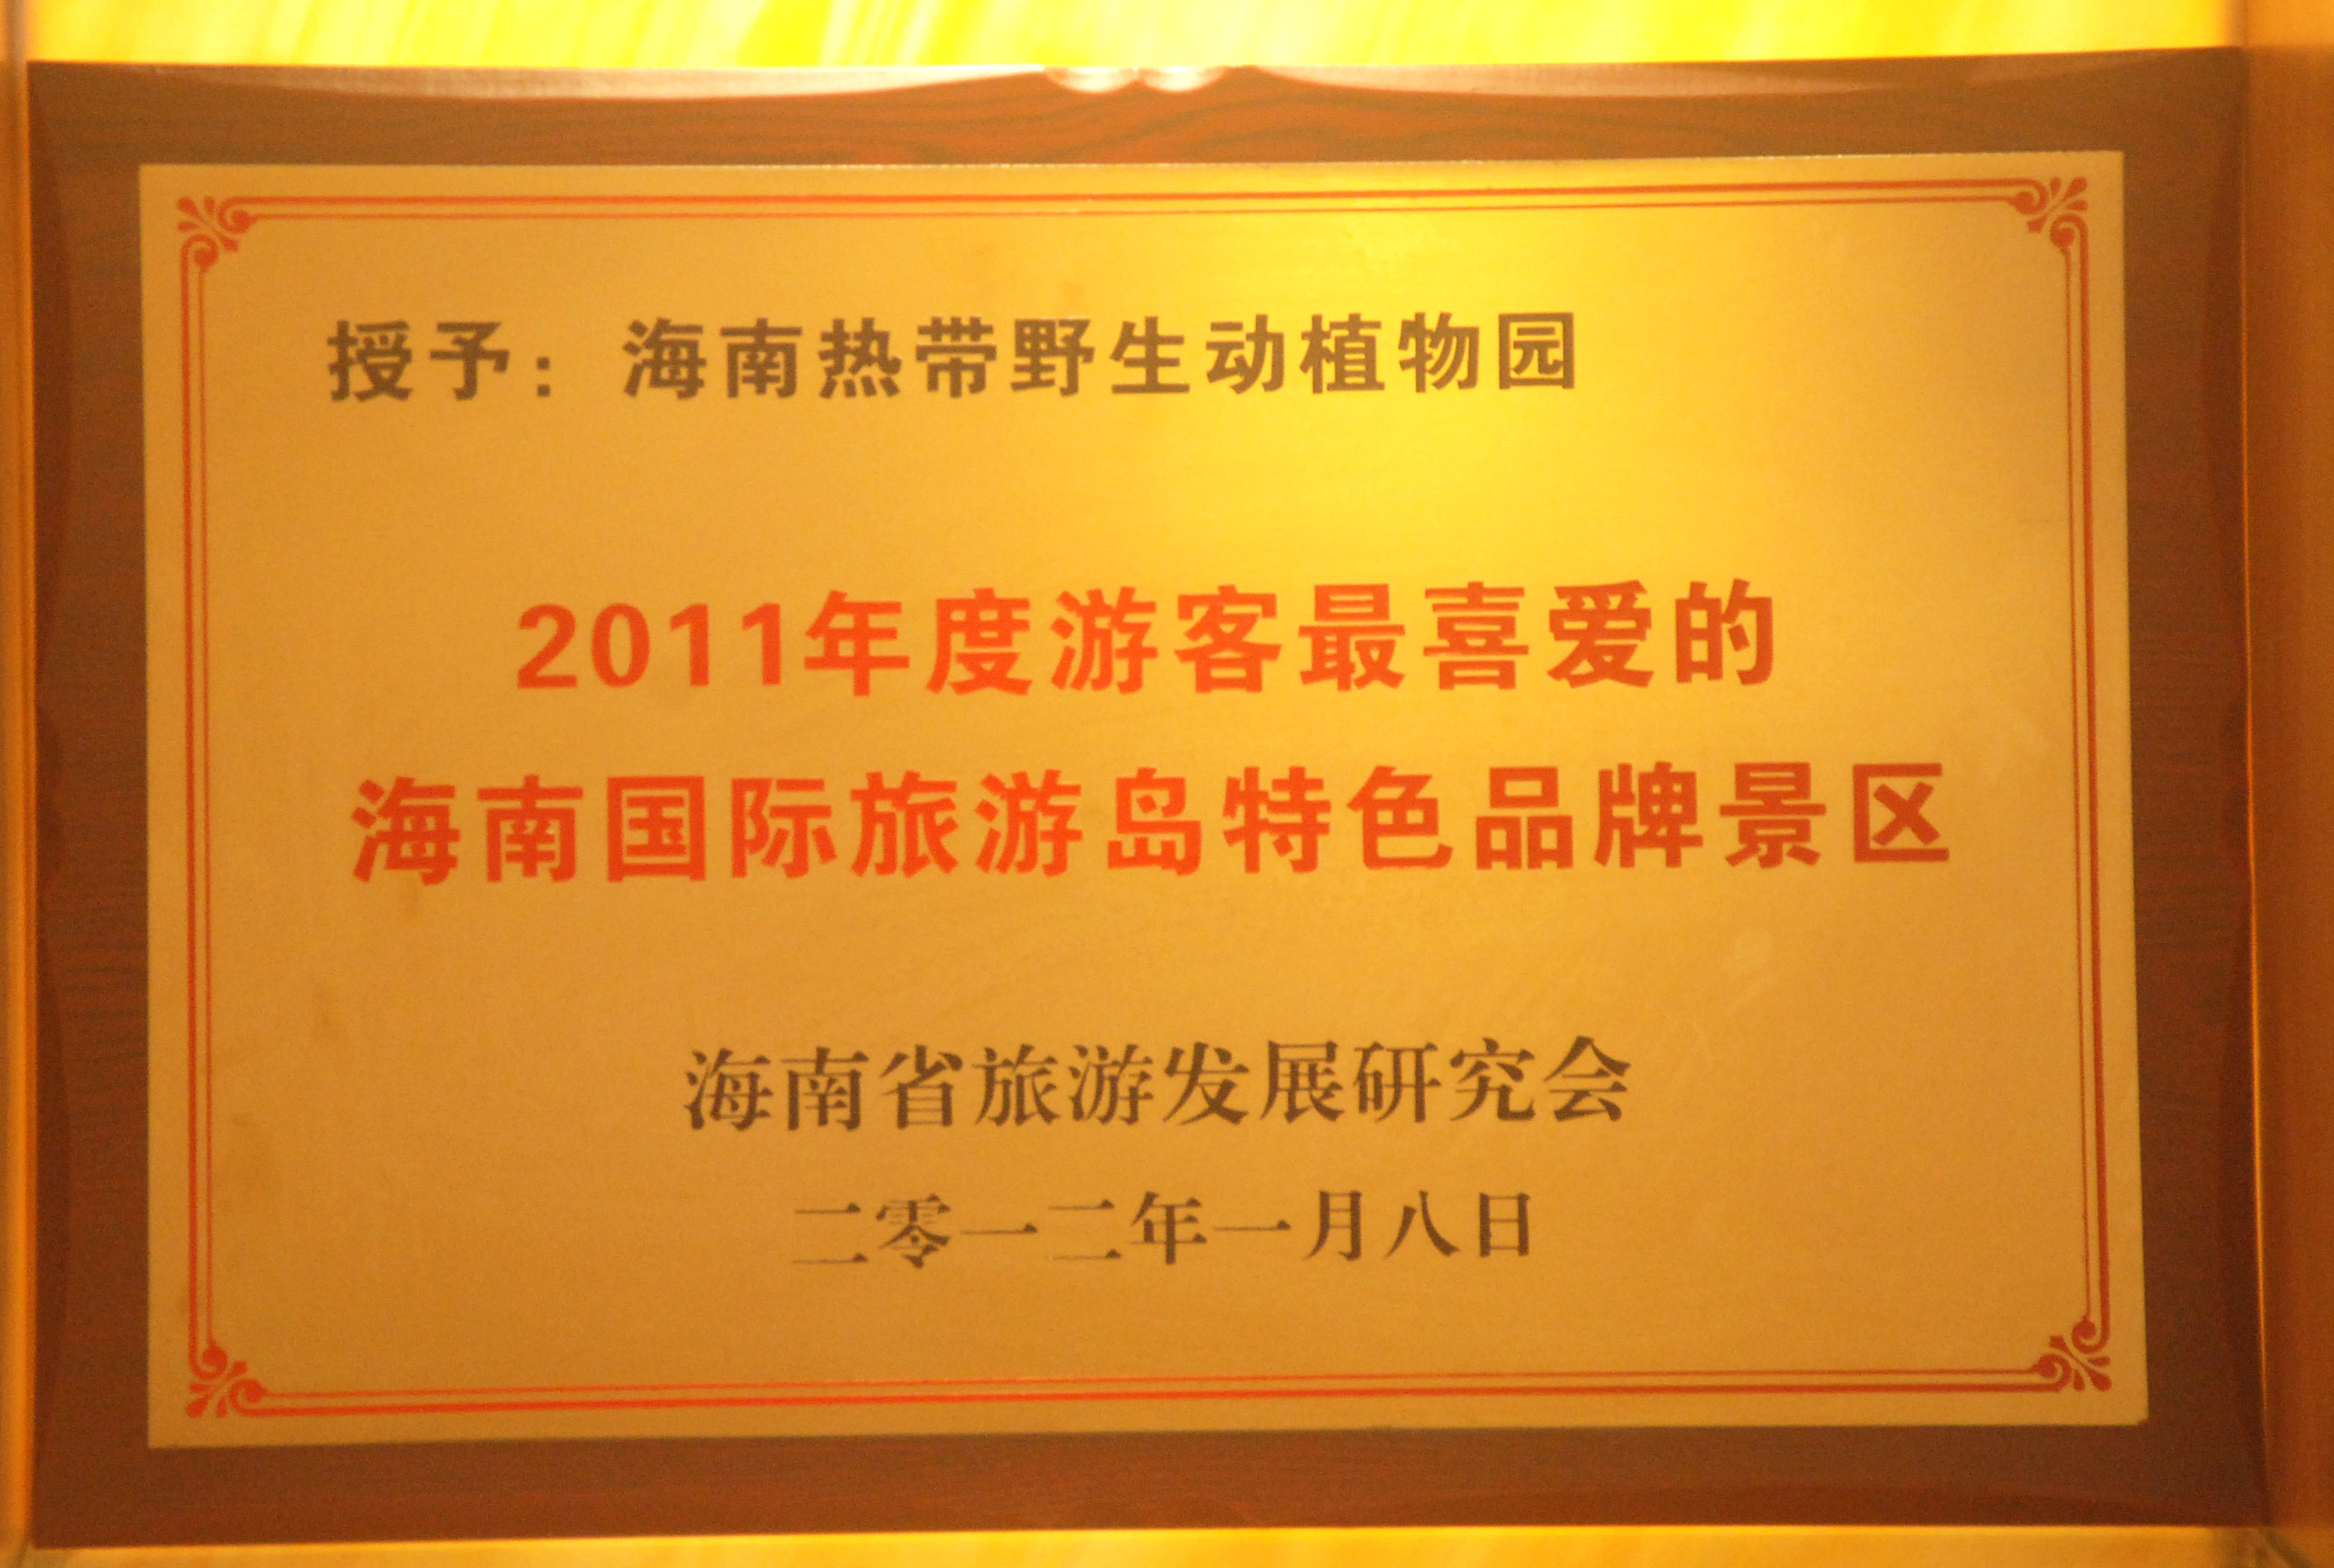 授予：海南热带野生动植物园
2011年度游客最喜爱的
海南国际旅游岛特色品牌景区
海南省旅游发展研究会
二零一二年一月八日